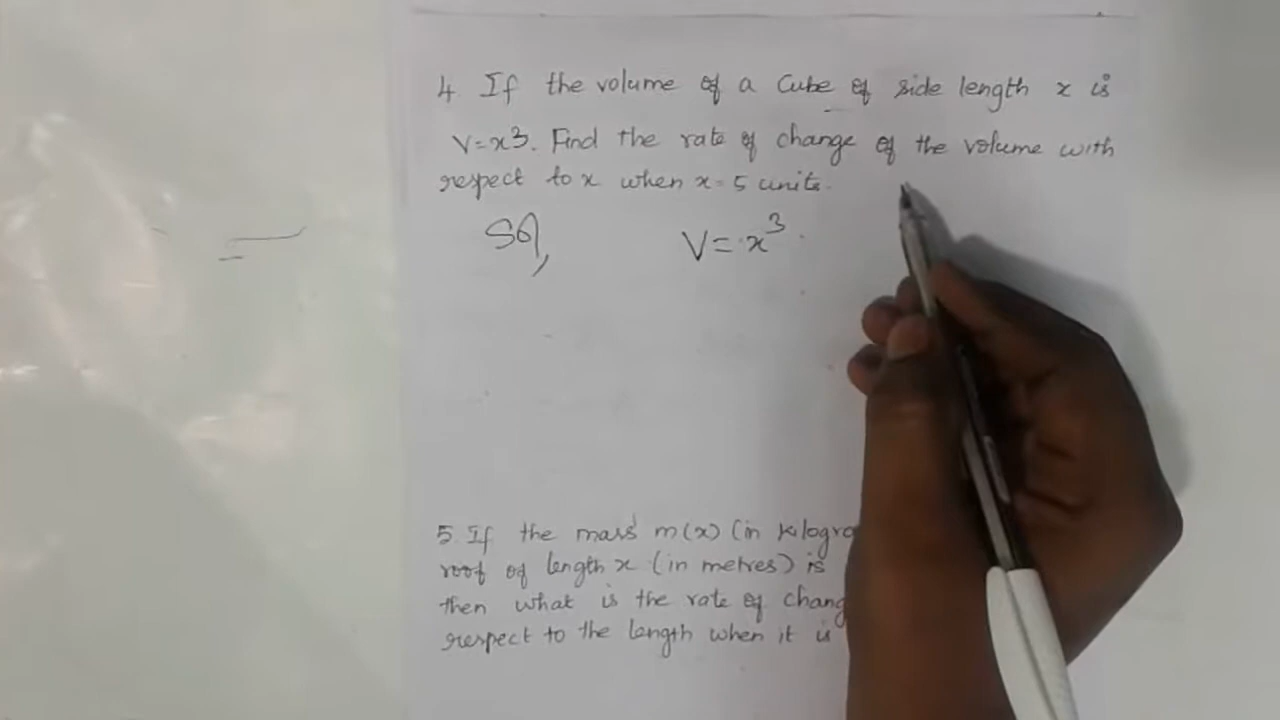 4. If the volume of a Cube of side length x is
V=x3. Find the rate of change of the volume with
respect to x when x=5 units.
Sol,
V=x³.
5. If the mass m(x) (in
roof of length x (in metres) is
then what is the rate of
respect to the length when it is